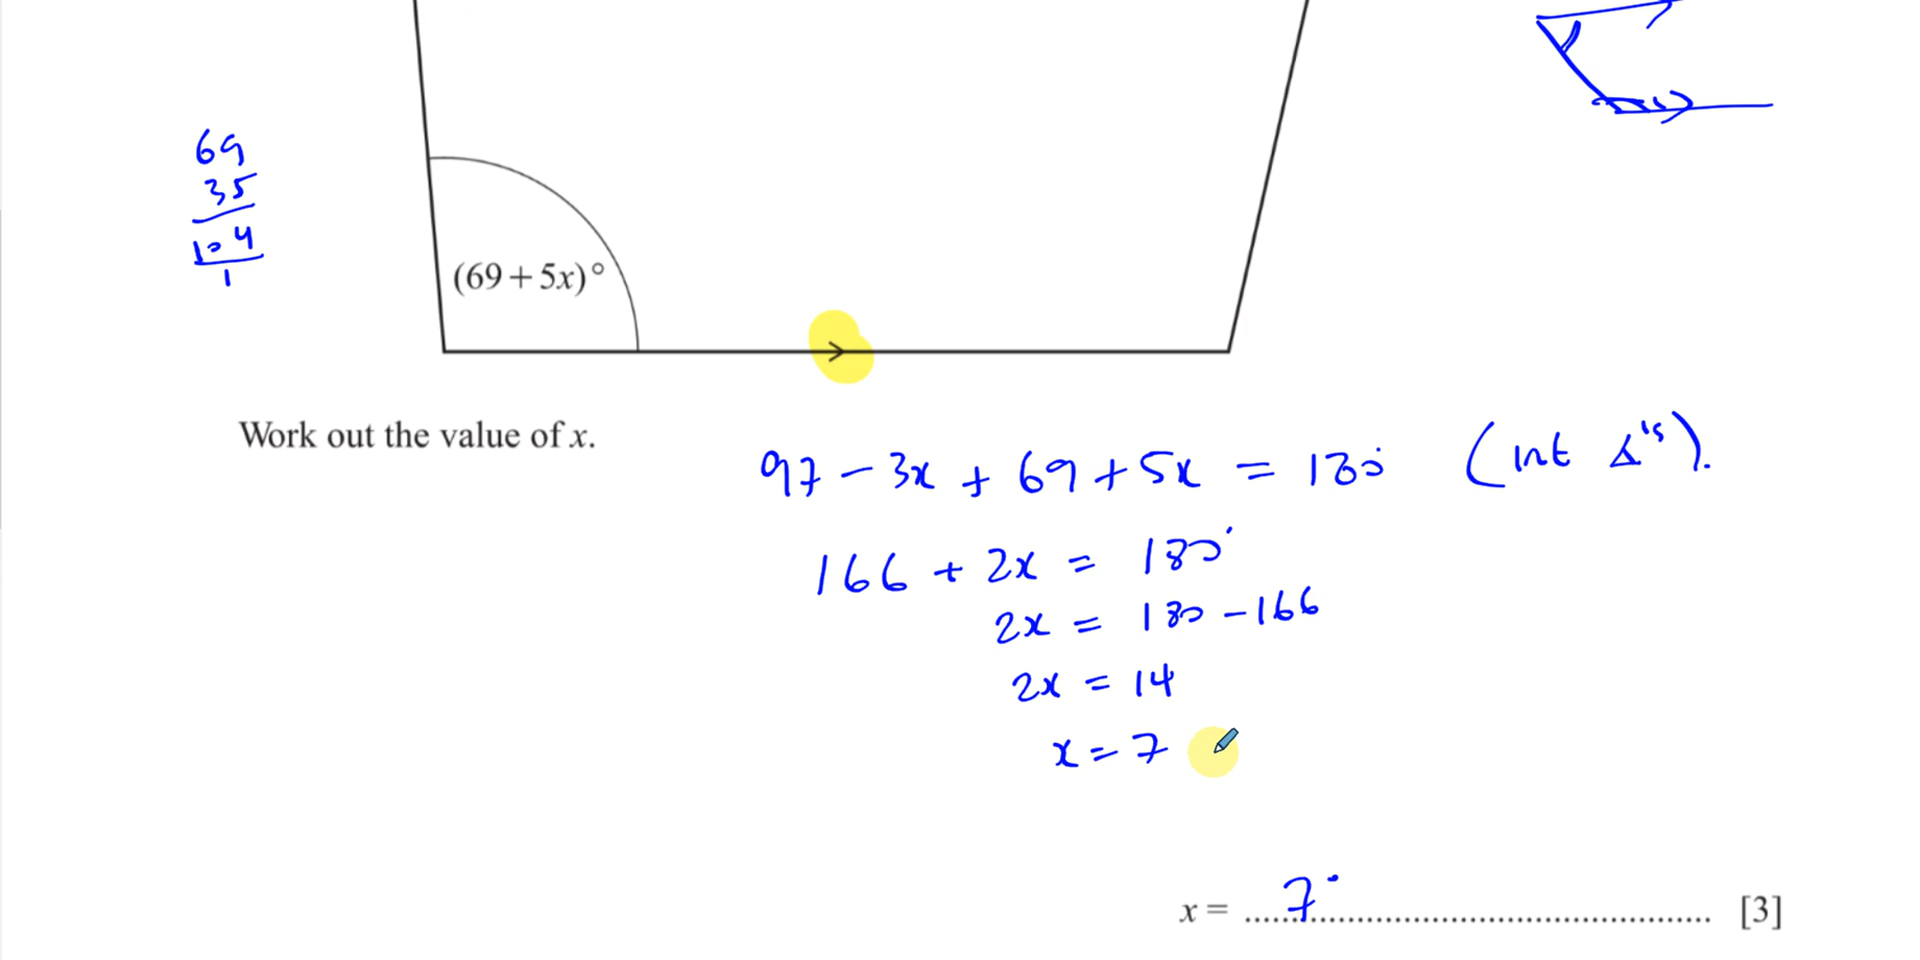 69
35
104
1
(69+5x)°
Work out the value of x.
97 - 3x + 69 + 5x = 180° (Int ∠'s).
166 + 2x = 180°
2x = 180 - 166
2x = 14
x = 7
x = 7° [3]